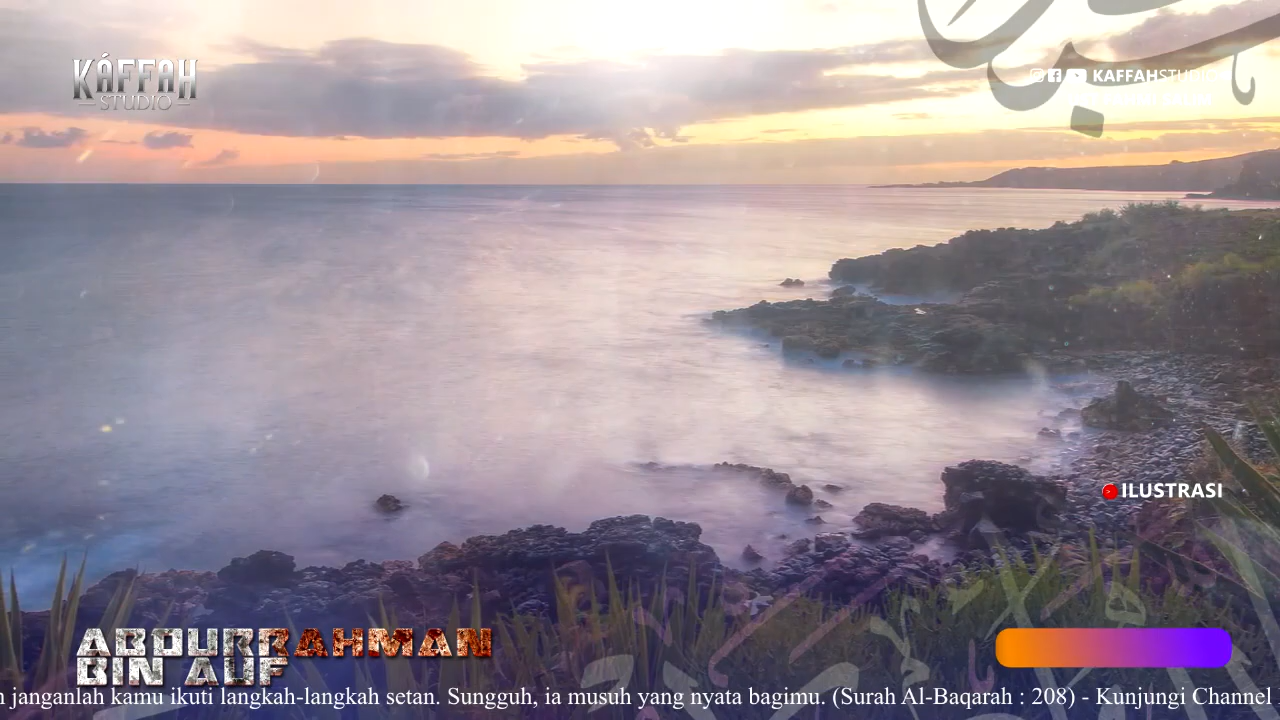 KÁFFAH
STUDIO
KAFFAHSTUDIO
ILUSTRASI
ABDURRAHMAN
BIN AUF
janganlah kamu ikuti langkah-langkah setan. Sungguh, ia musuh yang nyata bagimu. (Surah Al-Baqarah : 208) - Kunjungi Channel